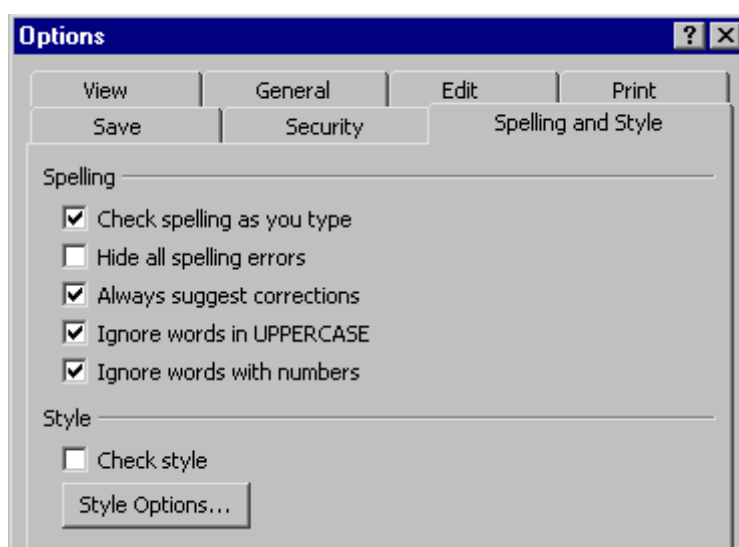 Options
View General Edit Print
Save Security Spelling and Style
Spelling
Check spelling as you type
Hide all spelling errors
Always suggest corrections
Ignore words in UPPERCASE
Ignore words with numbers
Style
Check style
Style Options...